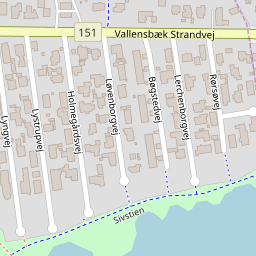 151
Vallensbæk Strandvej
Lyngvej
Lystrupvej
Holmegårdsvej
Løvenborgvej
Bøgstedvej
Lerchenborgvej
Rørsøvej
Sivstien